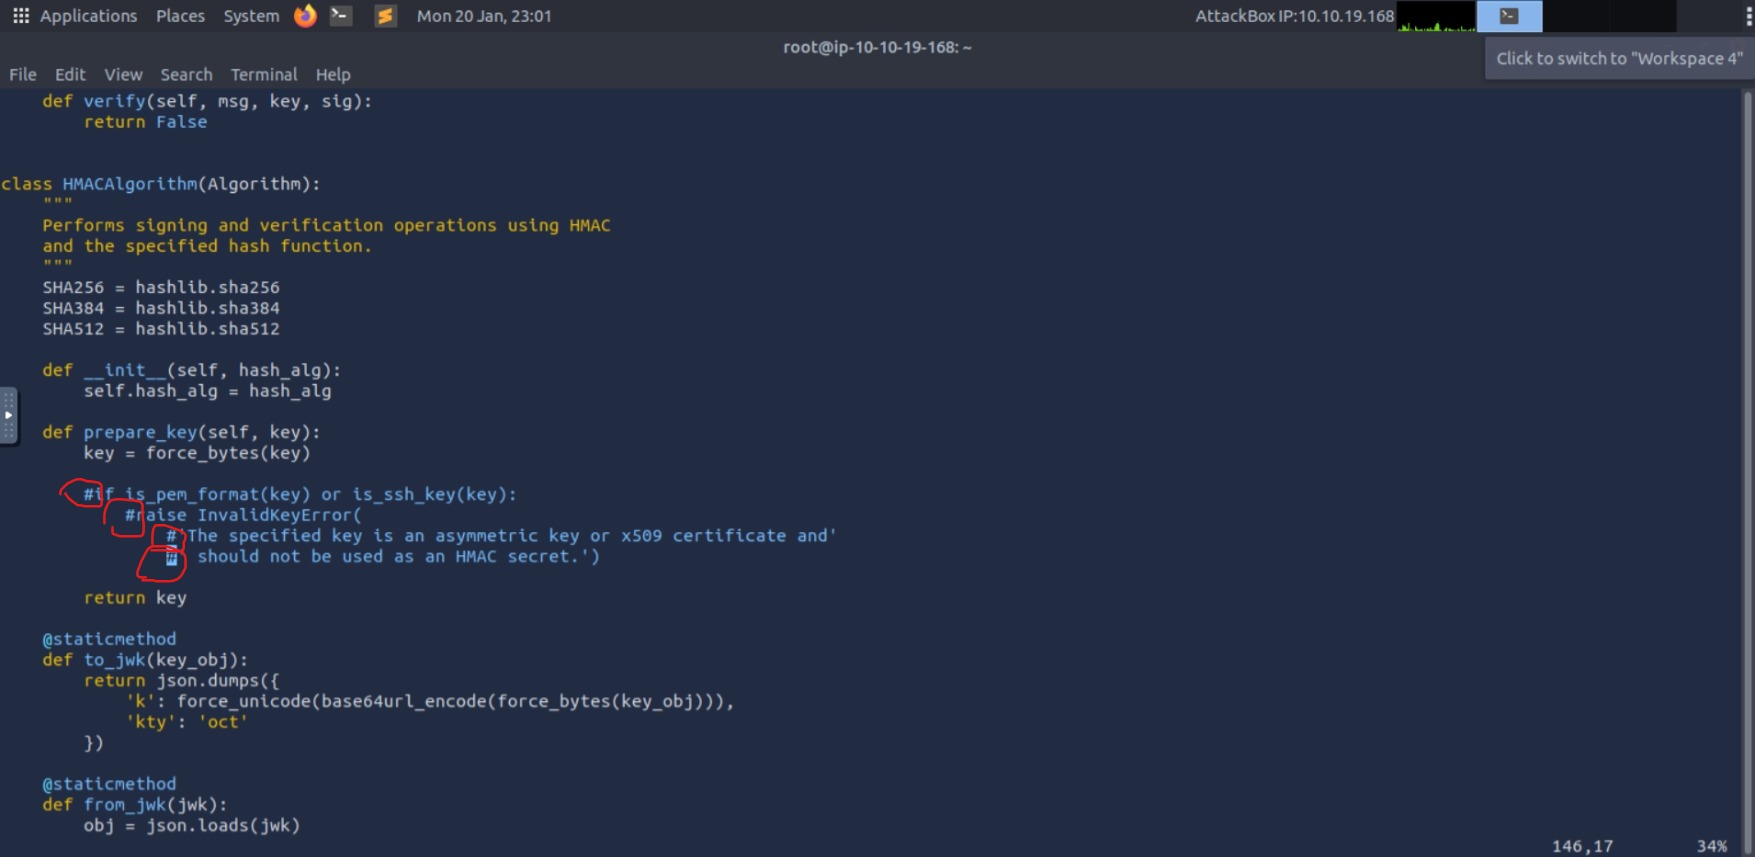 Applications Places System Mon 20 Jan, 23:01 AttackBox IP:10.10.19.168
root@ip-10-10-19-168: ~
Click to switch to "Workspace 4"
File Edit View Search Terminal Help
    def verify(self, msg, key, sig):
        return False
class HMACAlgorithm(Algorithm):
    """
    Performs signing and verification operations using HMAC
    and the specified hash function.
    """
    SHA256 = hashlib.sha256
    SHA384 = hashlib.sha384
    SHA512 = hashlib.sha512
    def __init__(self, hash_alg):
        self.hash_alg = hash_alg
    def prepare_key(self, key):
        key = force_bytes(key)
        #if is_pem_format(key) or is_ssh_key(key):
            #raise InvalidKeyError(
                #'The specified key is an asymmetric key or x509 certificate and'
                #  should not be used as an HMAC secret.')
        return key
    @staticmethod
    def to_jwk(key_obj):
        return json.dumps({
            'k': force_unicode(base64url_encode(force_bytes(key_obj))),
            'kty': 'oct'
        })
    @staticmethod
    def from_jwk(jwk):
        obj = json.loads(jwk)
146,17 34%